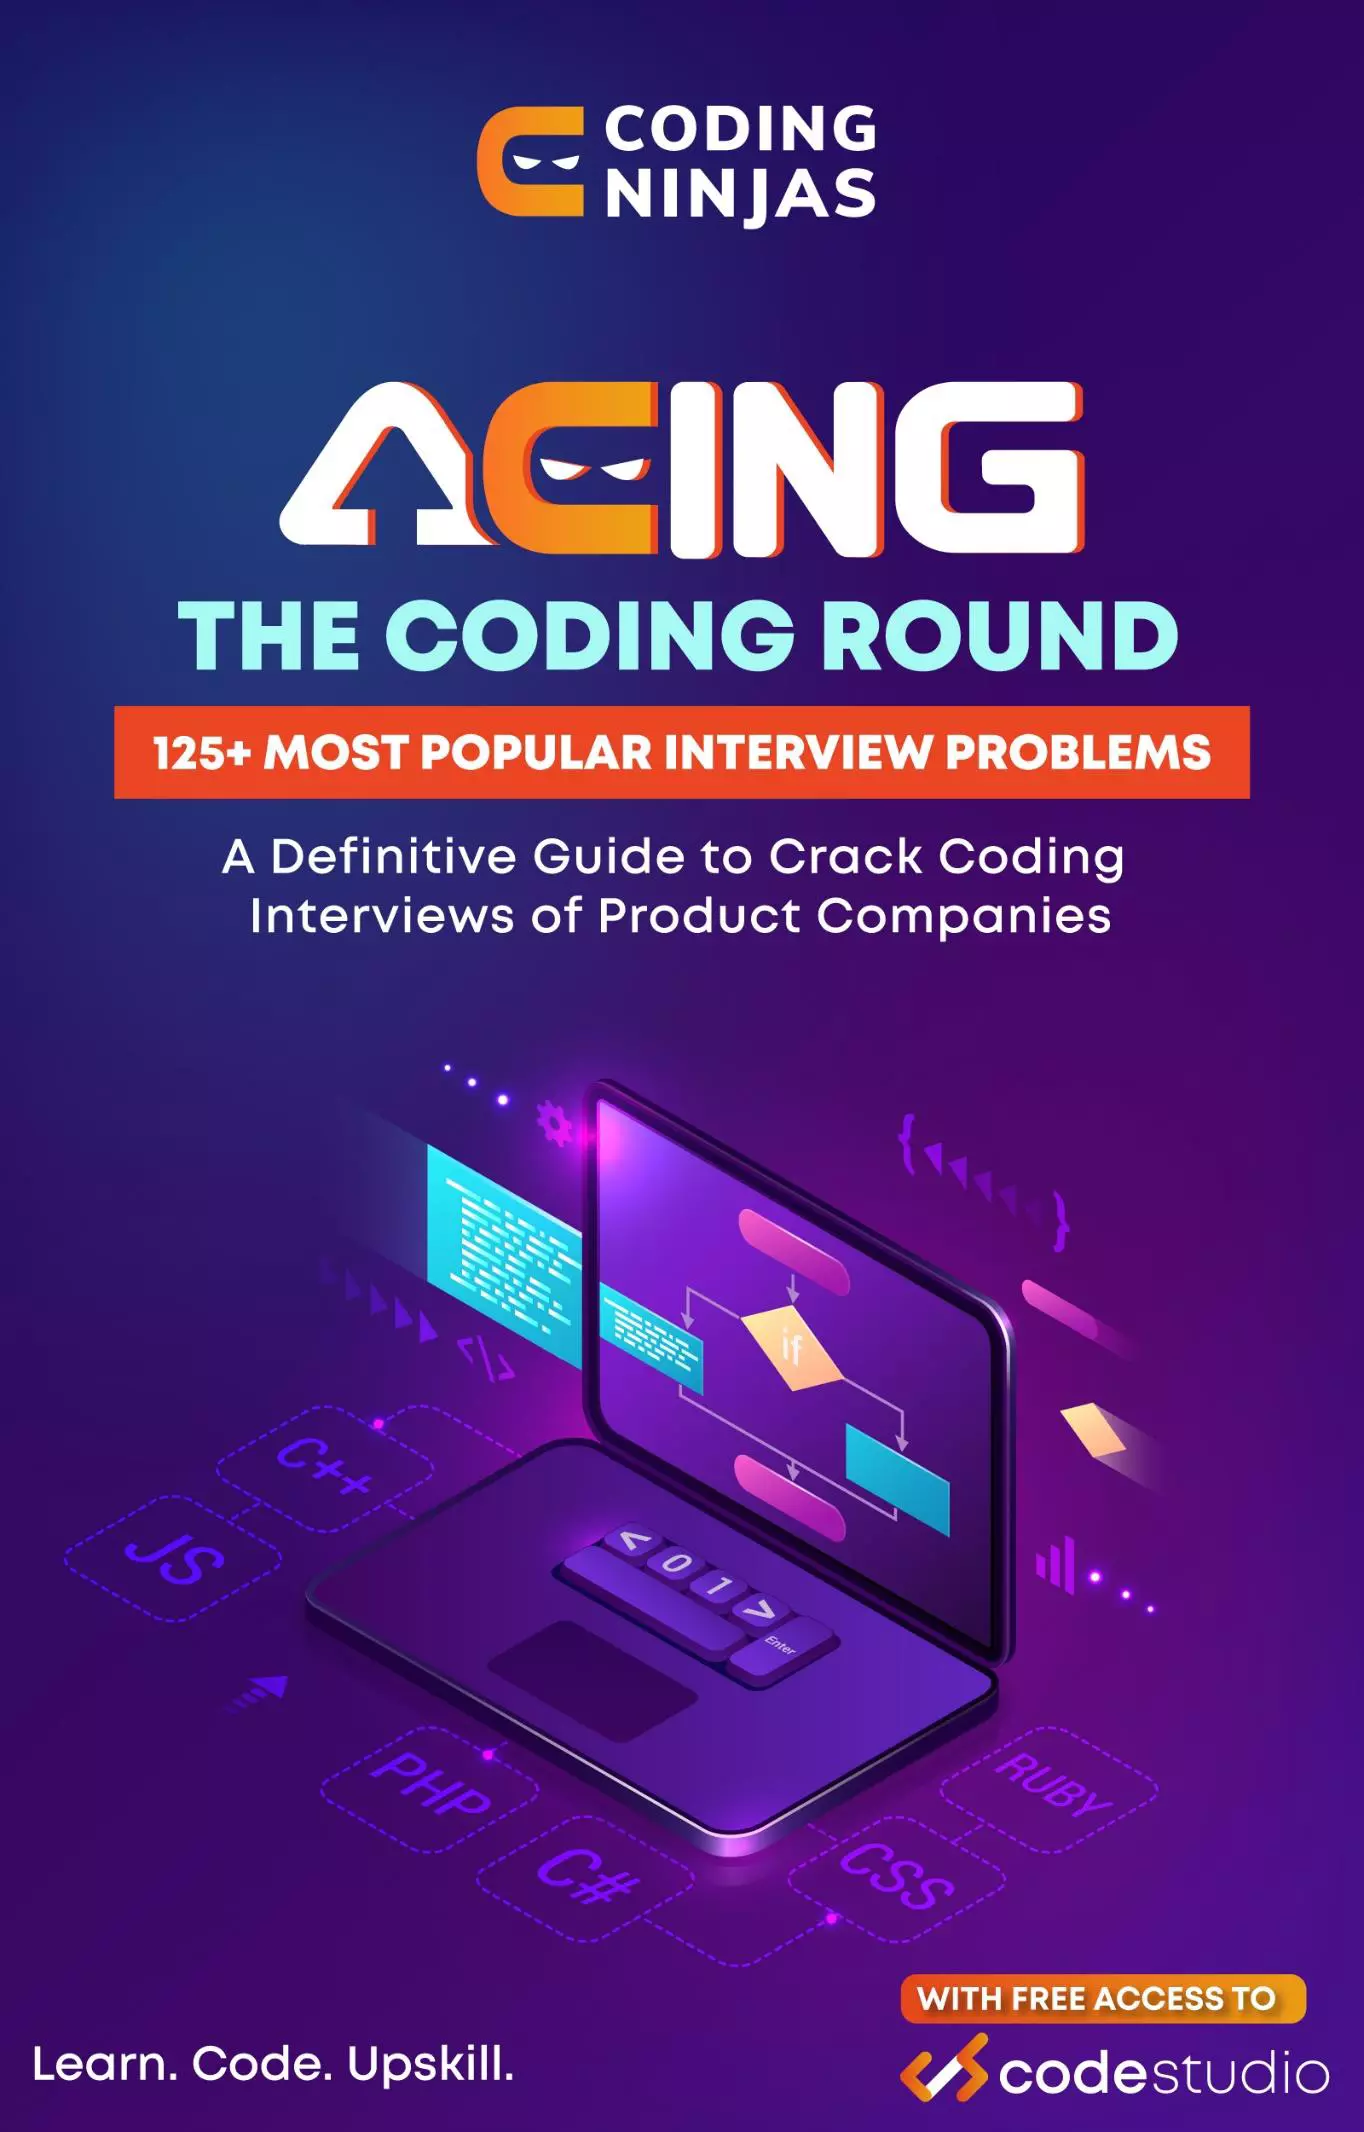 CODING
NINJAS
ACING
THE CODING ROUND
125+ MOST POPULAR INTERVIEW PROBLEMS
A Definitive Guide to Crack Coding
Interviews of Product Companies
{ }
if
</>
C++
JS
< 0 1 >
Enter
PHP
RUBY
C#
CSS
WITH FREE ACCESS TO
Learn. Code. Upskill.
codestudio